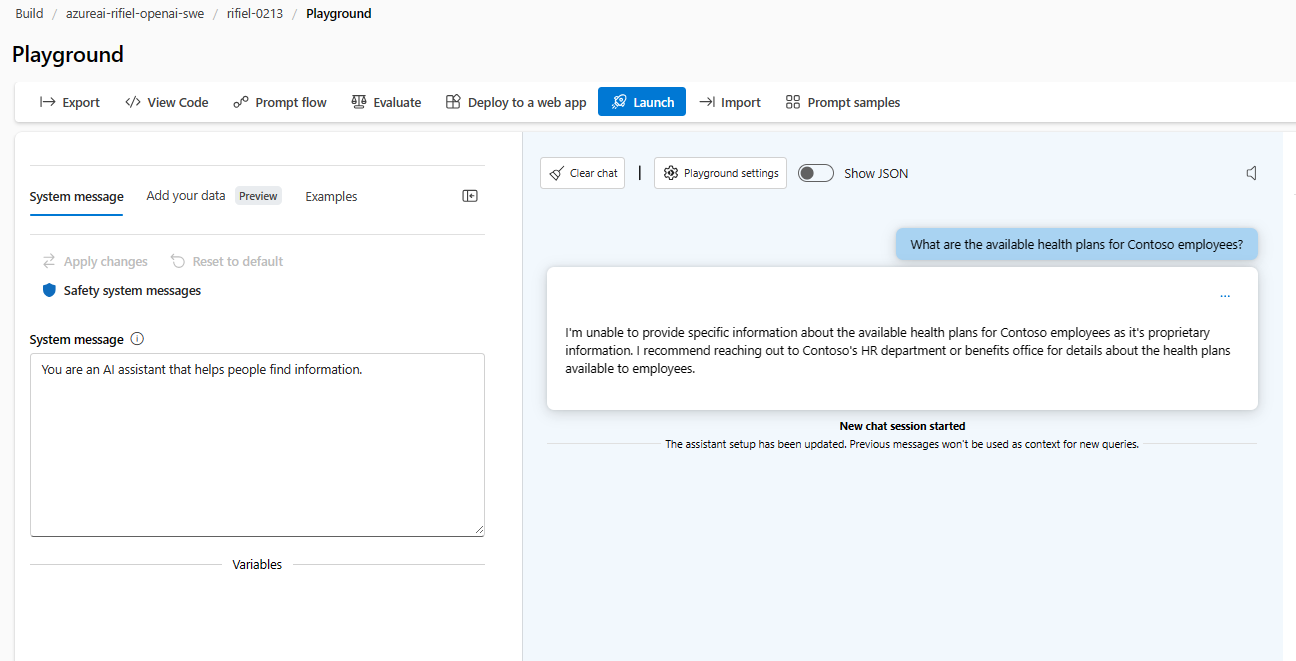 Build / azureai-rifiel-openai-swe / rifiel-0213 / Playground
Playground
Export View Code Prompt flow Evaluate Deploy to a web app Launch Import Prompt samples
System message Add your data Preview Examples
Apply changes Reset to default
Safety system messages
System message
You are an AI assistant that helps people find information.
Variables
Clear chat | Playground settings Show JSON
What are the available health plans for Contoso employees?
...
I'm unable to provide specific information about the available health plans for Contoso employees as it's proprietary
information. I recommend reaching out to Contoso's HR department or benefits office for details about the health plans
available to employees.
New chat session started
The assistant setup has been updated. Previous messages won't be used as context for new queries.